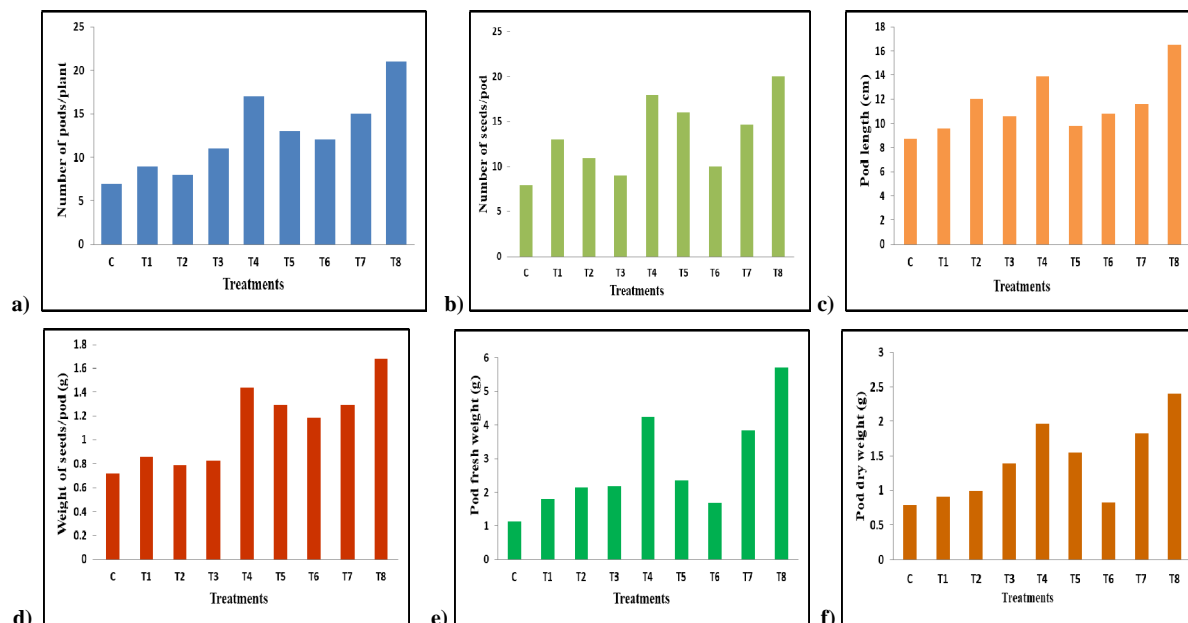 Number of pods/plant
25
20
15
10
5
0
C T1 T2 T3 T4 T5 T6 T7 T8
Treatments
a)
Number of seeds/pod
25
20
15
10
5
0
C T1 T2 T3 T4 T5 T6 T7 T8
Treatments
b)
Pod length (cm)
18
16
14
12
10
8
6
4
2
0
C T1 T2 T3 T4 T5 T6 T7 T8
Treatments
c)
Weight of seeds/pod (g)
1.8
1.6
1.4
1.2
1
0.8
0.6
0.4
0.2
0
C T1 T2 T3 T4 T5 T6 T7 T8
Treatments
d)
Pod fresh weight (g)
6
5
4
3
2
1
0
C T1 T2 T3 T4 T5 T6 T7 T8
Treatments
e)
Pod dry weight (g)
3
2.5
2
1.5
1
0.5
0
C T1 T2 T3 T4 T5 T6 T7 T8
Treatments
f)